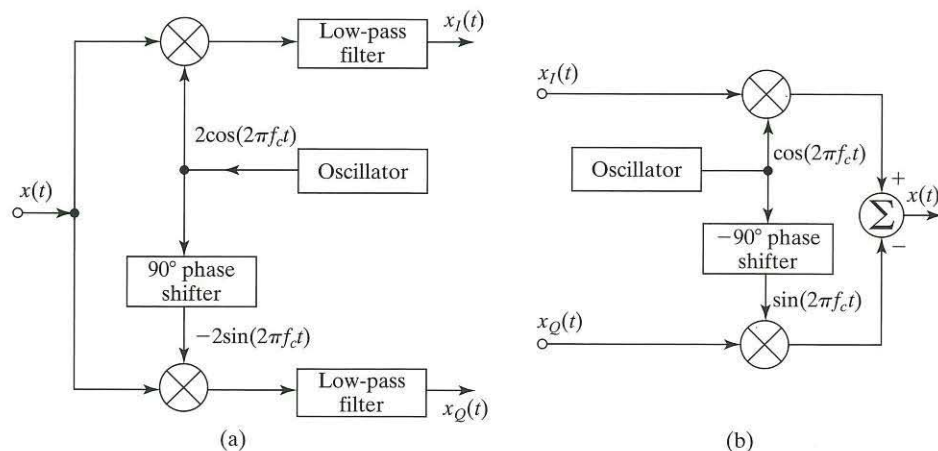 x_I(t)
Low-pass
filter
2cos(2πf_ct)
Oscillator
x(t)
90° phase
shifter
−2sin(2πf_ct)
Low-pass
filter
x_Q(t)
(a)
x_I(t)
cos(2πf_ct)
Oscillator
+
x(t)
Σ
−
−90° phase
shifter
sin(2πf_ct)
x_Q(t)
(b)